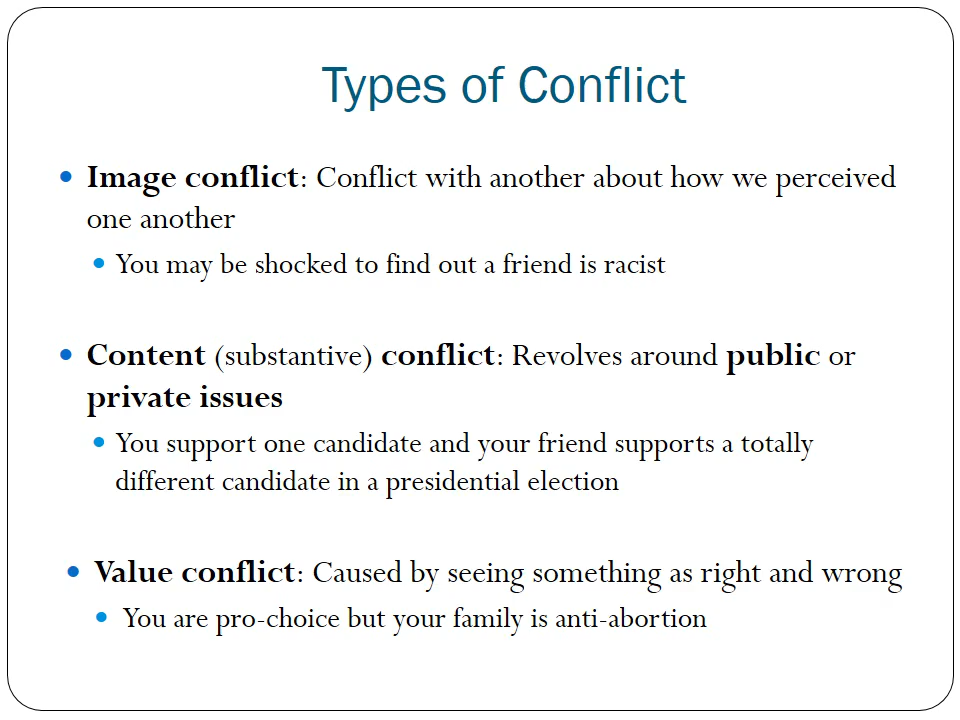 Types of Conflict
• Image conflict: Conflict with another about how we perceived
one another
• You may be shocked to find out a friend is racist
• Content (substantive) conflict: Revolves around public or
private issues
• You support one candidate and your friend supports a totally
different candidate in a presidential election
• Value conflict: Caused by seeing something as right and wrong
• You are pro-choice but your family is anti-abortion